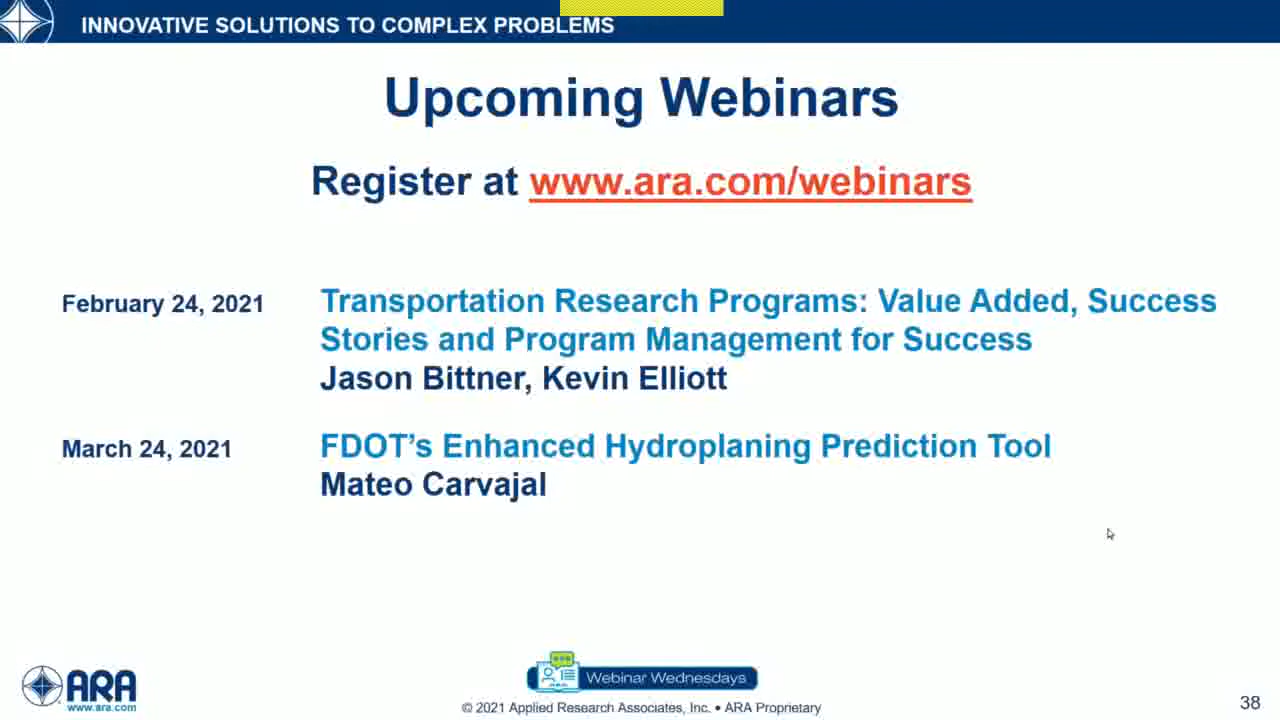 INNOVATIVE SOLUTIONS TO COMPLEX PROBLEMS
Upcoming Webinars
Register at www.ara.com/webinars
February 24, 2021
Transportation Research Programs: Value Added, Success
Stories and Program Management for Success
Jason Bittner, Kevin Elliott
March 24, 2021
FDOT’s Enhanced Hydroplaning Prediction Tool
Mateo Carvajal
ARA
www.ara.com
Webinar Wednesdays
© 2021 Applied Research Associates, Inc. • ARA Proprietary
38